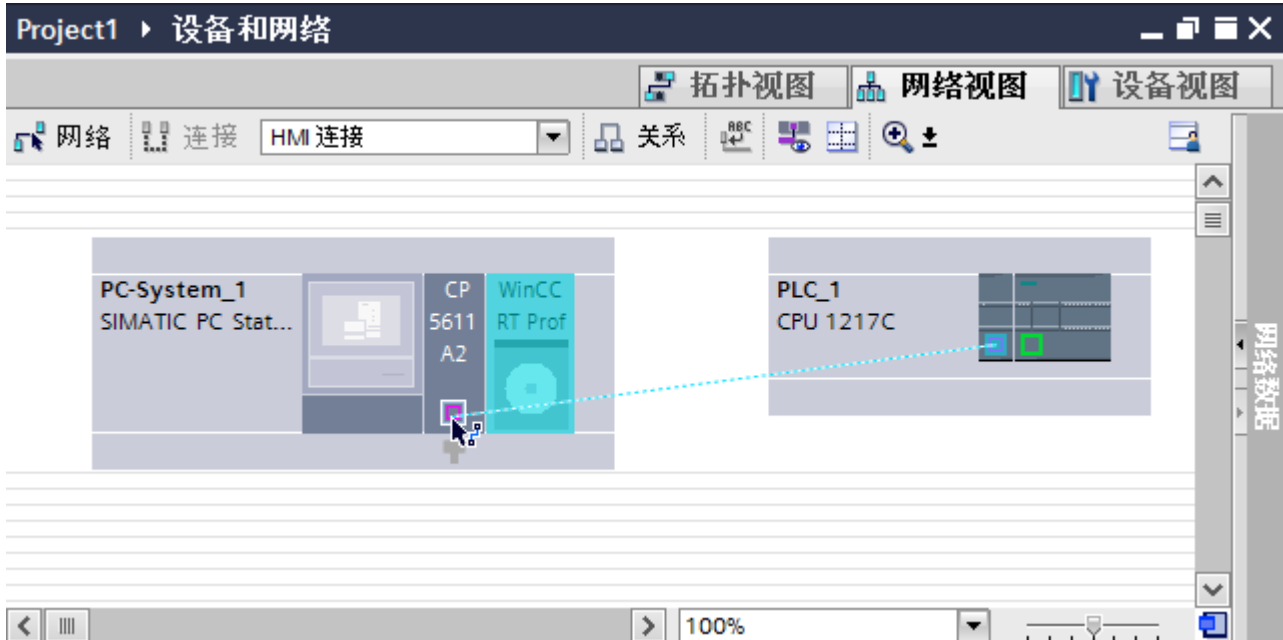 Project1 ▸ 设备和网络
拓扑视图 网络视图 设备视图
网络 连接 HMI 连接 关系 ABC
PC-System_1
SIMATIC PC Stat...
CP
5611
A2
WinCC
RT Prof
PLC_1
CPU 1217C
网络数据
100%